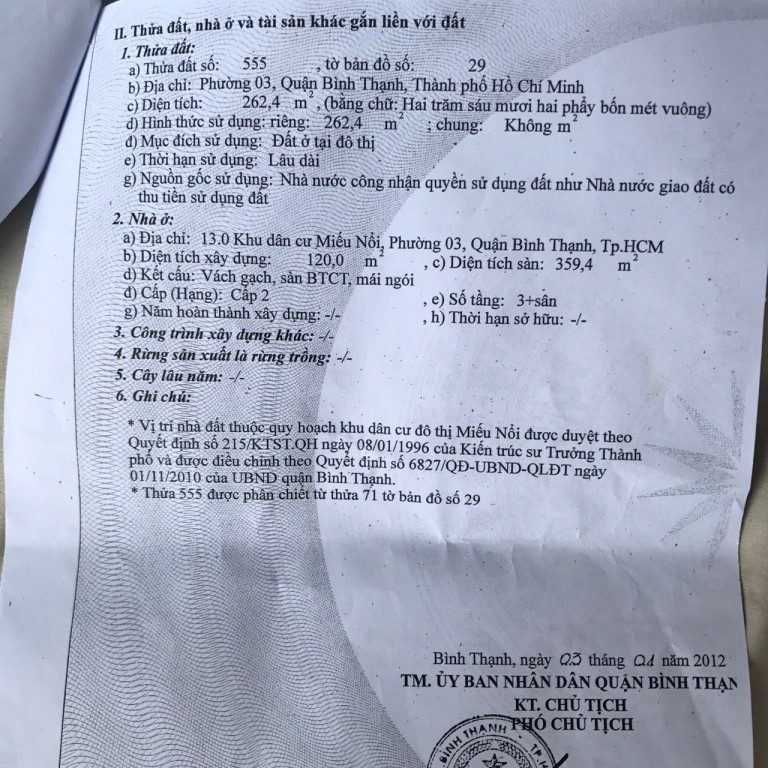 II. Thửa đất, nhà ở và tài sản khác gắn liền với đất
1. Thửa đất:
a) Thửa đất số: 555 , tờ bản đồ số: 29
b) Địa chỉ: Phường 03, Quận Bình Thạnh, Thành phố Hồ Chí Minh
c) Diện tích: 262,4 m², (bằng chữ: Hai trăm sáu mươi hai phẩy bốn mét vuông)
d) Hình thức sử dụng: riêng: 262,4 m² ; chung: Không m²
đ) Mục đích sử dụng: Đất ở tại đô thị
e) Thời hạn sử dụng: Lâu dài
g) Nguồn gốc sử dụng: Nhà nước công nhận quyền sử dụng đất như Nhà nước giao đất có
thu tiền sử dụng đất
2. Nhà ở:
a) Địa chỉ: 13.0 Khu dân cư Miếu Nổi, Phường 03, Quận Bình Thạnh, Tp.HCM
b) Diện tích xây dựng: 120,0 m² , c) Diện tích sàn: 359,4 m²
d) Kết cấu: Vách gạch, sàn BTCT, mái ngói
đ) Cấp (Hạng): Cấp 2 , e) Số tầng: 3+sân
g) Năm hoàn thành xây dựng: -/- , h) Thời hạn sở hữu: -/-
3. Công trình xây dựng khác: -/-
4. Rừng sản xuất là rừng trồng: -/-
5. Cây lâu năm: -/-
6. Ghi chú:
* Vị trí nhà đất thuộc quy hoạch khu dân cư đô thị Miếu Nổi được duyệt theo
Quyết định số 215/KTST.QH ngày 08/01/1996 của Kiến trúc sư Trưởng Thành
phố và được điều chỉnh theo Quyết định số 6827/QĐ-UBND-QLĐT ngày
01/11/2010 của UBND quận Bình Thạnh.
* Thửa 555 được phân chiết từ thửa 71 tờ bản đồ số 29
Bình Thạnh, ngày 03 tháng 01 năm 2012
TM. ỦY BAN NHÂN DÂN QUẬN BÌNH THẠN
KT. CHỦ TỊCH
PHÓ CHỦ TỊCH
BÌNH THẠNH TP.H